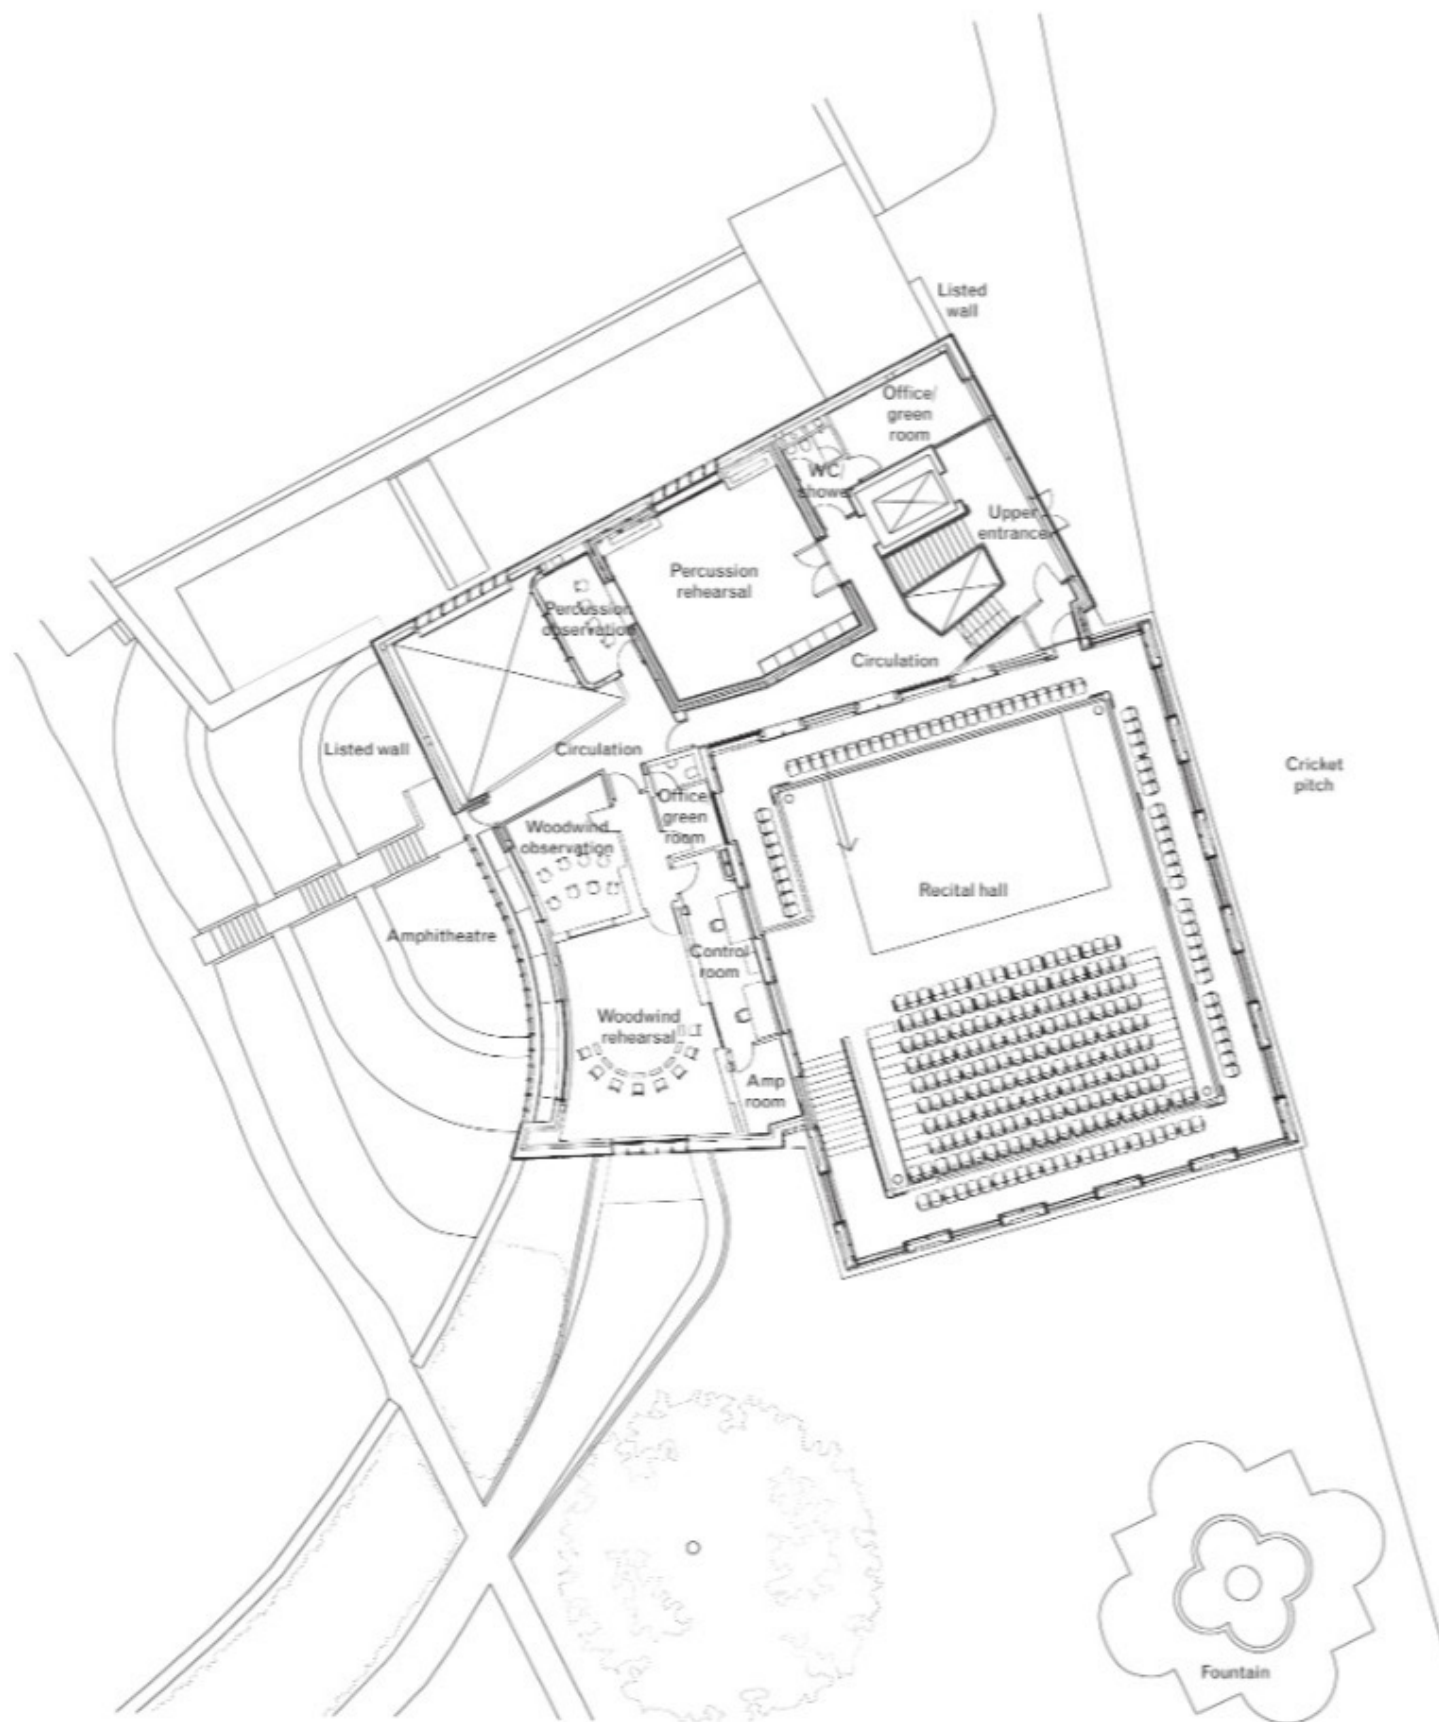 Listed
wall
Office/
green
room
WC/
shower
Upper
entrance
Percussion
rehearsal
Percussion
observation
Circulation
Listed wall
Circulation
Cricket
pitch
Office/
green
room
Woodwind
observation
Recital hall
Amphitheatre
Control
room
Woodwind
rehearsal
Amp
room
Fountain